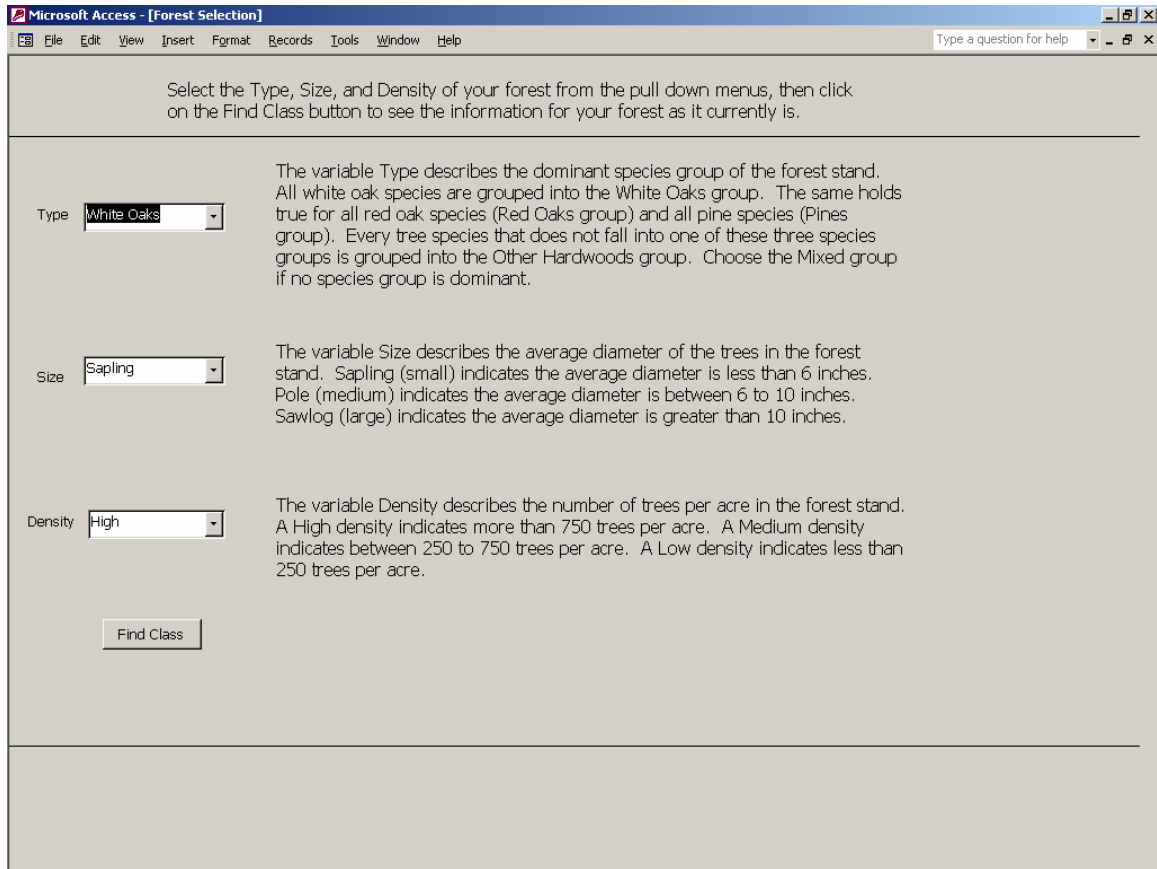 Microsoft Access - [Forest Selection]
File Edit View Insert Format Records Tools Window Help Type a question for help
Select the Type, Size, and Density of your forest from the pull down menus, then click
on the Find Class button to see the information for your forest as it currently is.
The variable Type describes the dominant species group of the forest stand.
All white oak species are grouped into the White Oaks group. The same holds
Type White Oaks true for all red oak species (Red Oaks group) and all pine species (Pines
group). Every tree species that does not fall into one of these three species
groups is grouped into the Other Hardwoods group. Choose the Mixed group
if no species group is dominant.
The variable Size describes the average diameter of the trees in the forest
Size Sapling stand. Sapling (small) indicates the average diameter is less than 6 inches.
Pole (medium) indicates the average diameter is between 6 to 10 inches.
Sawlog (large) indicates the average diameter is greater than 10 inches.
The variable Density describes the number of trees per acre in the forest stand.
Density High A High density indicates more than 750 trees per acre. A Medium density
indicates between 250 to 750 trees per acre. A Low density indicates less than
250 trees per acre.
Find Class